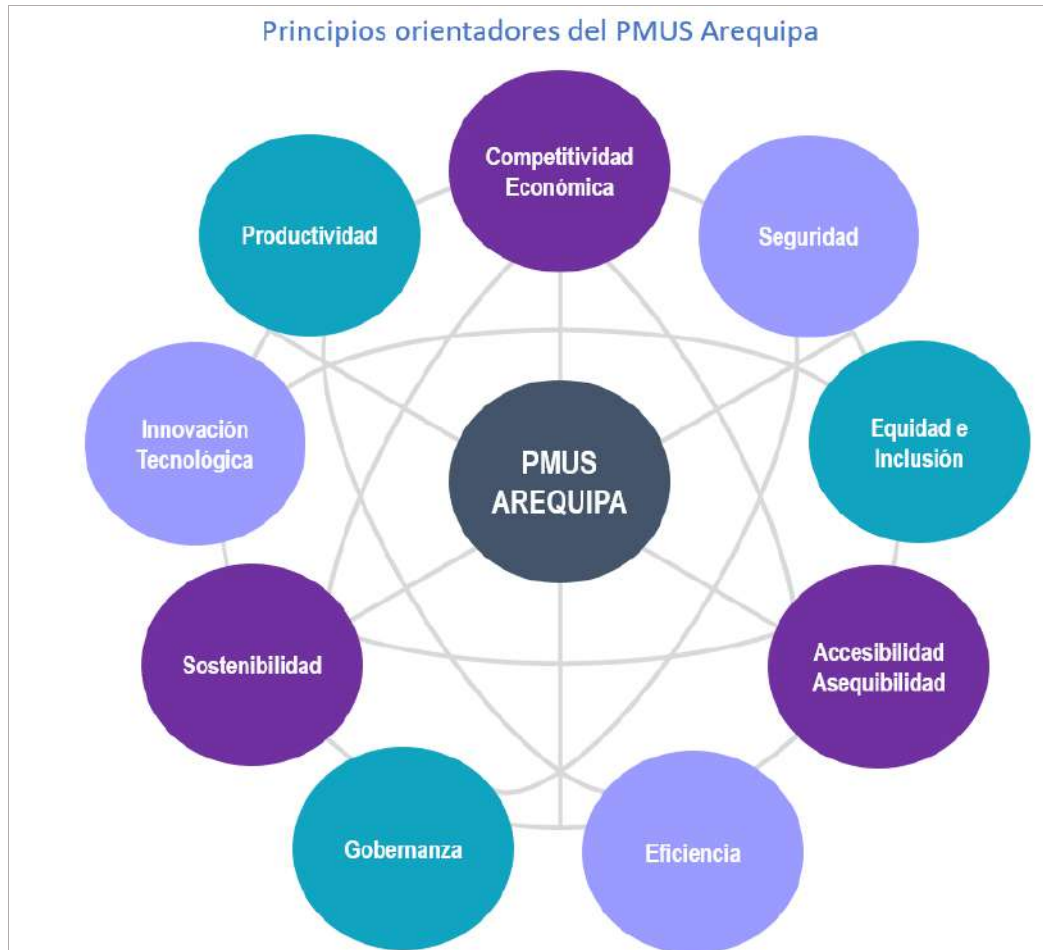 Principios orientadores del PMUS Arequipa
Competitividad
Económica
Seguridad
Equidad e
Inclusión
Accesibilidad
Asequibilidad
Eficiencia
Gobernanza
Sostenibilidad
Innovación
Tecnológica
Productividad
PMUS
AREQUIPA